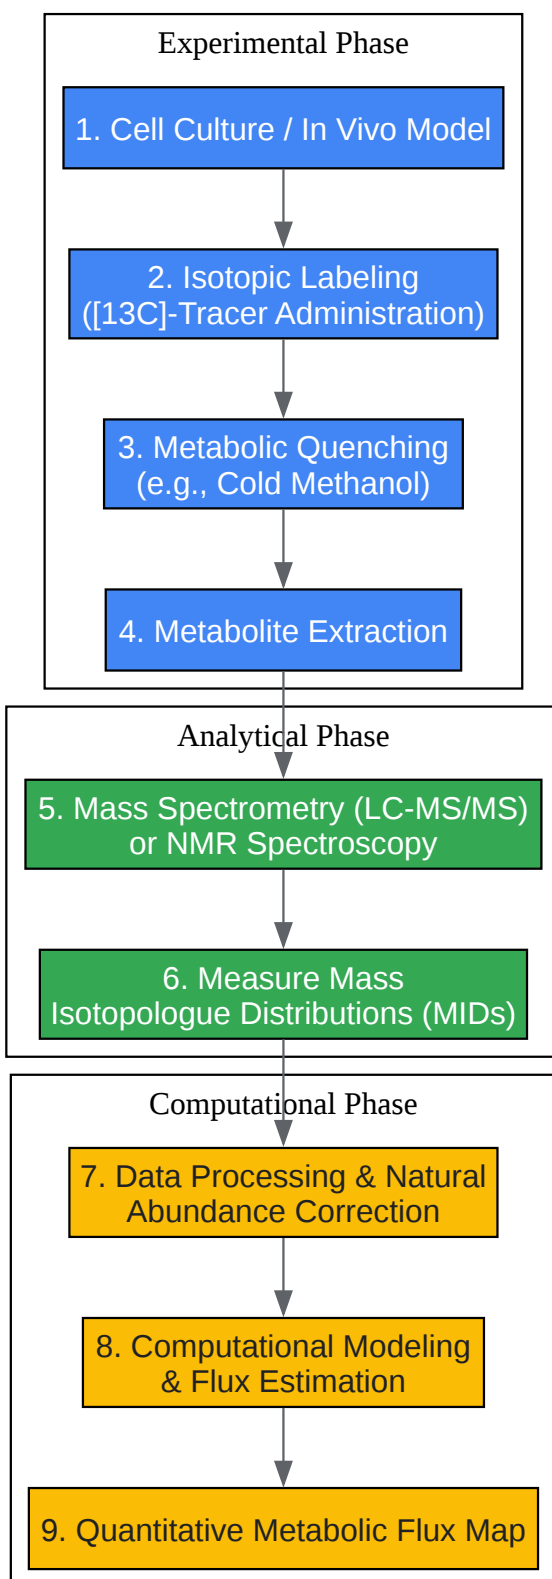 Experimental Phase
1. Cell Culture / In Vivo Model
2. Isotopic Labeling
([13C]-Tracer Administration)
3. Metabolic Quenching
(e.g., Cold Methanol)
4. Metabolite Extraction
Analytical Phase
5. Mass Spectrometry (LC-MS/MS)
or NMR Spectroscopy
6. Measure Mass
Isotopologue Distributions (MIDs)
Computational Phase
7. Data Processing & Natural
Abundance Correction
8. Computational Modeling
& Flux Estimation
9. Quantitative Metabolic Flux Map